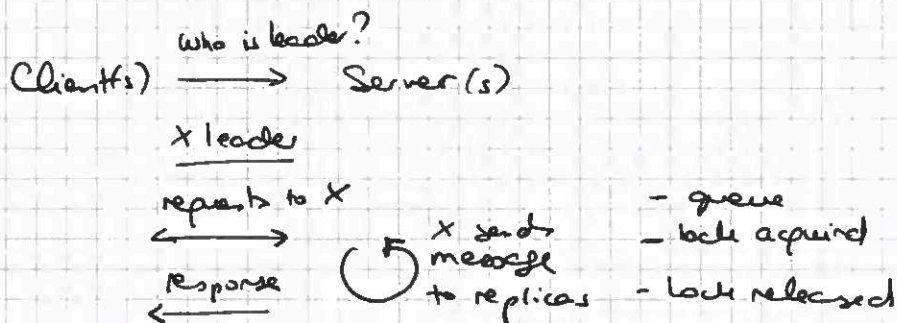 who is leader?
Client(s) Server(s)
X leader
requests to X
X sends
message
to replicas
response
- queue
- lock acquired
- lock released